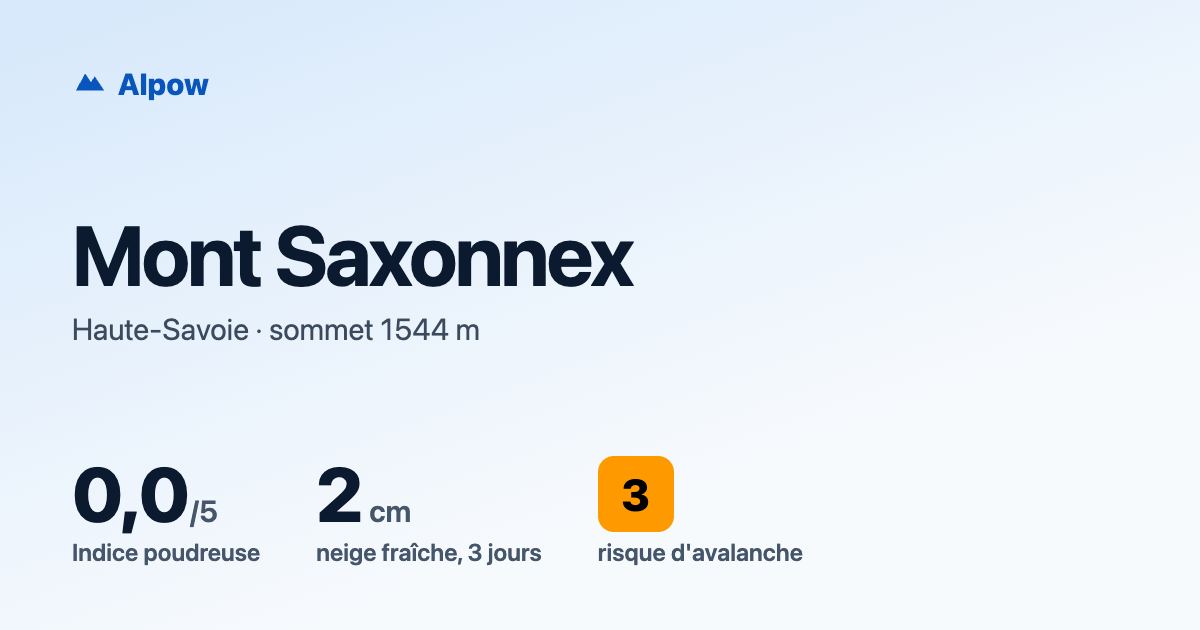 Alpow
Mont Saxonnex
Haute-Savoie · sommet 1544 m
0,0/5
Indice poudreuse
2 cm
neige fraîche, 3 jours
3
risque d'avalanche